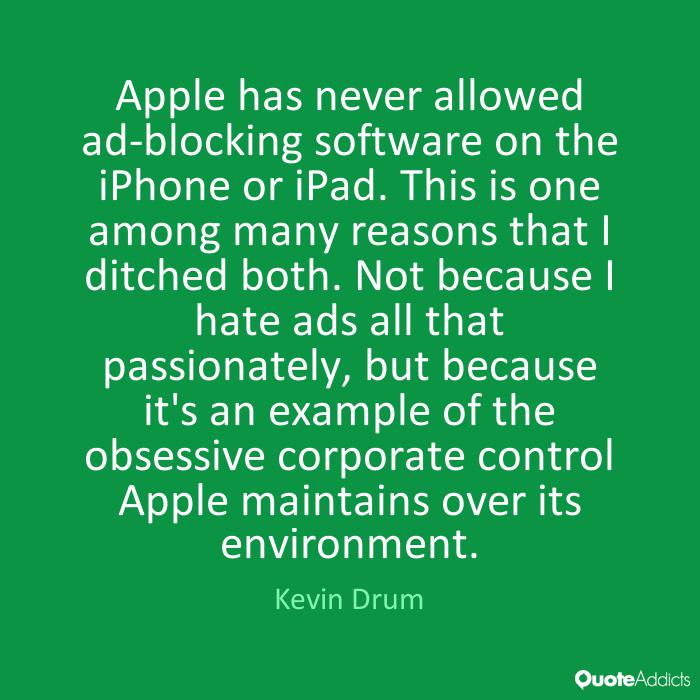 Apple has never allowed
ad-blocking software on the
iPhone or iPad. This is one
among many reasons that I
ditched both. Not because I
hate ads all that
passionately, but because
it's an example of the
obsessive corporate control
Apple maintains over its
environment.
Kevin Drum
QuoteAddicts